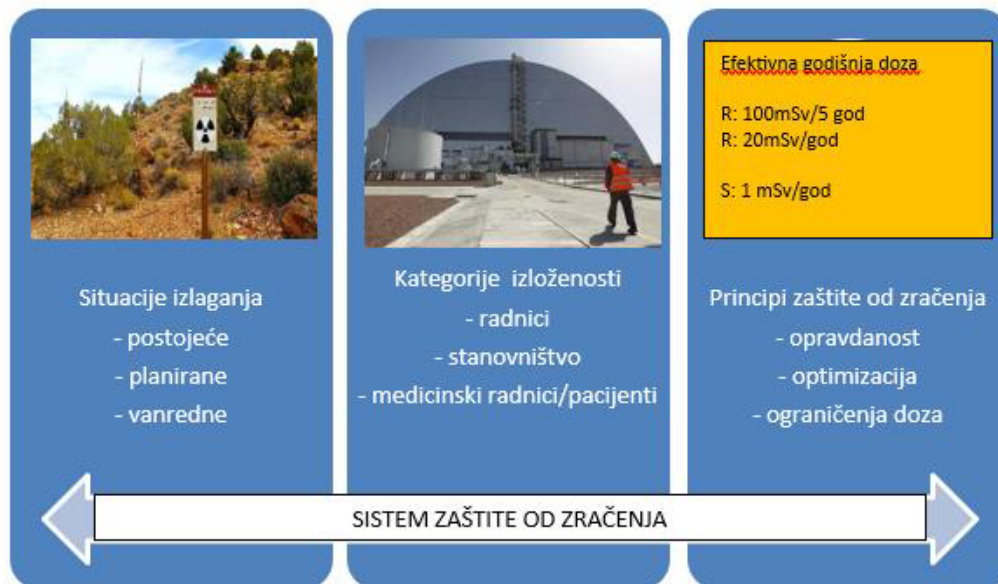 Efektivna godišnja doza
R: 100mSv/5 god
R: 20mSv/god
S: 1 mSv/god
Situacije izlaganja
- postojeće
- planirane
- vanredne
Kategorije izloženosti
- radnici
- stanovništvo
- medicinski radnici/pacijenti
Principi zaštite od zračenja
- opravdanost
- optimizacija
- ograničenja doza
SISTEM ZAŠTITE OD ZRAČENJA